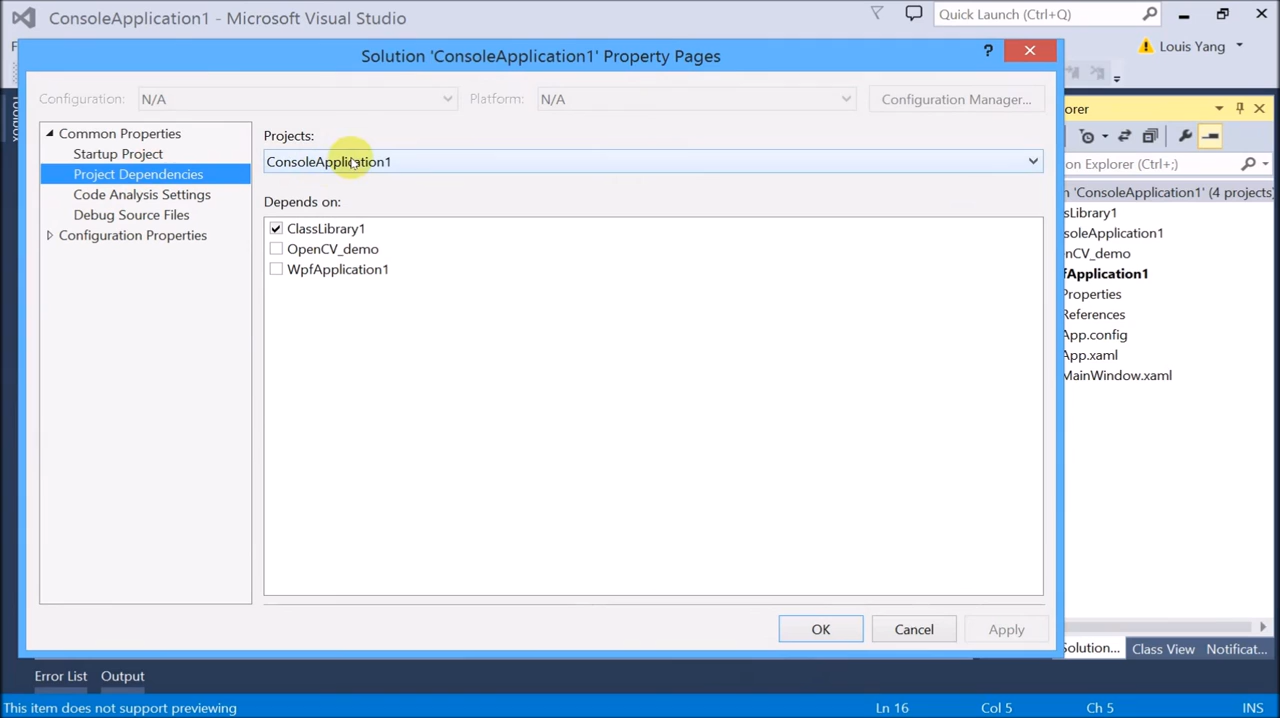 ConsoleApplication1 - Microsoft Visual Studio
Quick Launch (Ctrl+Q)
Louis Yang
Solution 'ConsoleApplication1' Property Pages
?
Configuration: N/A Platform: N/A Configuration Manager...
Common Properties
Startup Project
Project Dependencies
Code Analysis Settings
Debug Source Files
Configuration Properties
Projects:
ConsoleApplication1
Depends on:
ClassLibrary1
OpenCV_demo
WpfApplication1
OK Cancel Apply
orer
ion Explorer (Ctrl+;)
n 'ConsoleApplication1' (4 projects)
sLibrary1
soleApplication1
nCV_demo
fApplication1
Properties
References
App.config
App.xaml
MainWindow.xaml
Solution... Class View Notificat...
Error List Output
This item does not support previewing Ln 16 Col 5 Ch 5 INS